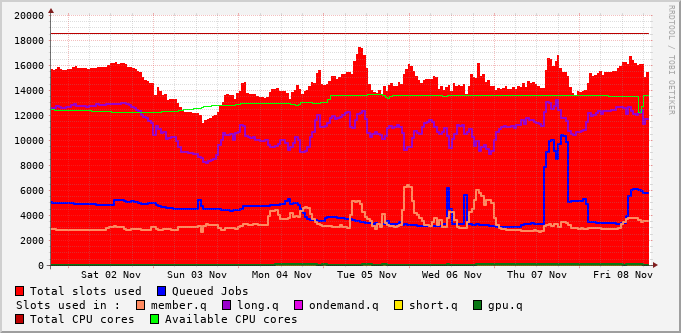 20000
18000
16000
14000
12000
10000
8000
6000
4000
2000
0
Sat 02 Nov Sun 03 Nov Mon 04 Nov Tue 05 Nov Wed 06 Nov Thu 07 Nov Fri 08 Nov
RRDTOOL / TOBI OETIKER
Total slots used Queued Jobs
Slots used in : member.q long.q ondemand.q short.q gpu.q
Total CPU cores Available CPU cores